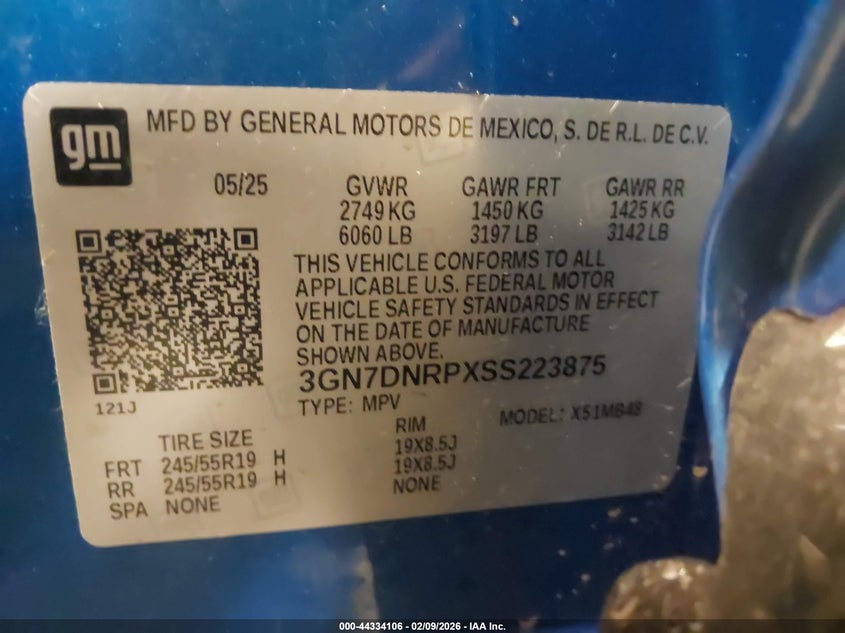 gm
MFD BY GENERAL MOTORS DE MEXICO, S. DE R.L. DE C.V.
05/25 GVWR GAWR FRT GAWR RR
2749 KG 1450 KG 1425 KG
6060 LB 3197 LB 3142 LB
THIS VEHICLE CONFORMS TO ALL
APPLICABLE U.S. FEDERAL MOTOR
VEHICLE SAFETY STANDARDS IN EFFECT
ON THE DATE OF MANUFACTURE
SHOWN ABOVE.
3GN7DNRPXSS223875
121J
TYPE: MPV MODEL: X51MB48
TIRE SIZE RIM
FRT 245/55R19 H 19X8.5J
RR 245/55R19 H 19X8.5J
SPA NONE NONE
000-44334106 - 02/09/2026 - IAA Inc.